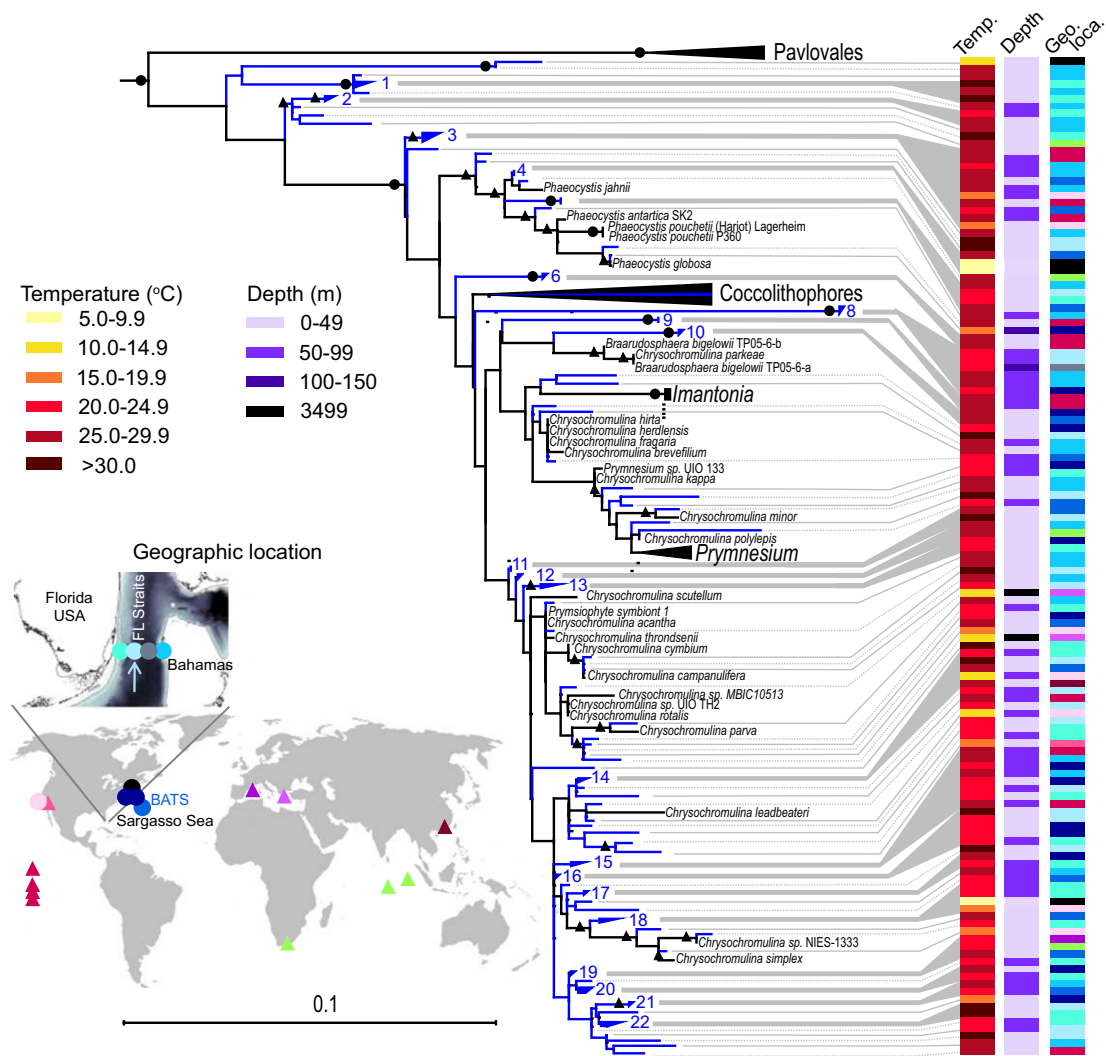 Temp.
Depth
Geo.
loca.
Pavlovales
1
2
3
4
Phaeocystis jahnii
Phaeocystis antartica SK2
Phaeocystis pouchetii (Hariot) Lagerheim
Phaeocystis pouchetii P360
Phaeocystis globosa
6
Coccolithophores
8
9
10
Braarudosphaera bigelowii TP05-6-b
Chrysochromulina parkeae
Braarudosphaera bigelowii TP05-6-a
Imantonia
Chrysochromulina hirta
Chrysochromulina herdlensis
Chrysochromulina fragaria
Chrysochromulina brevefilium
Prymnesium sp. UIO 133
Chrysochromulina kappa
Chrysochromulina minor
Chrysochromulina polylepis
Prymnesium
11
12
13
Chrysochromulina scutellum
Prymsiophyte symbiont 1
Chrysochromulina acantha
Chrysochromulina throndsenii
Chrysochromulina cymbium
Chrysochromulina campanulifera
Chrysochromulina sp. MBIC10513
Chrysochromulina sp. UIO TH2
Chrysochromulina rotalis
Chrysochromulina parva
14
Chrysochromulina leadbeateri
15
16
17
18
Chrysochromulina sp. NIES-1333
Chrysochromulina simplex
19
20
21
22
Temperature (°C)
5.0-9.9
10.0-14.9
15.0-19.9
20.0-24.9
25.0-29.9
>30.0
Depth (m)
0-49
50-99
100-150
3499
Geographic location
Florida
USA
FL Straits
Bahamas
BATS
Sargasso Sea
0.1